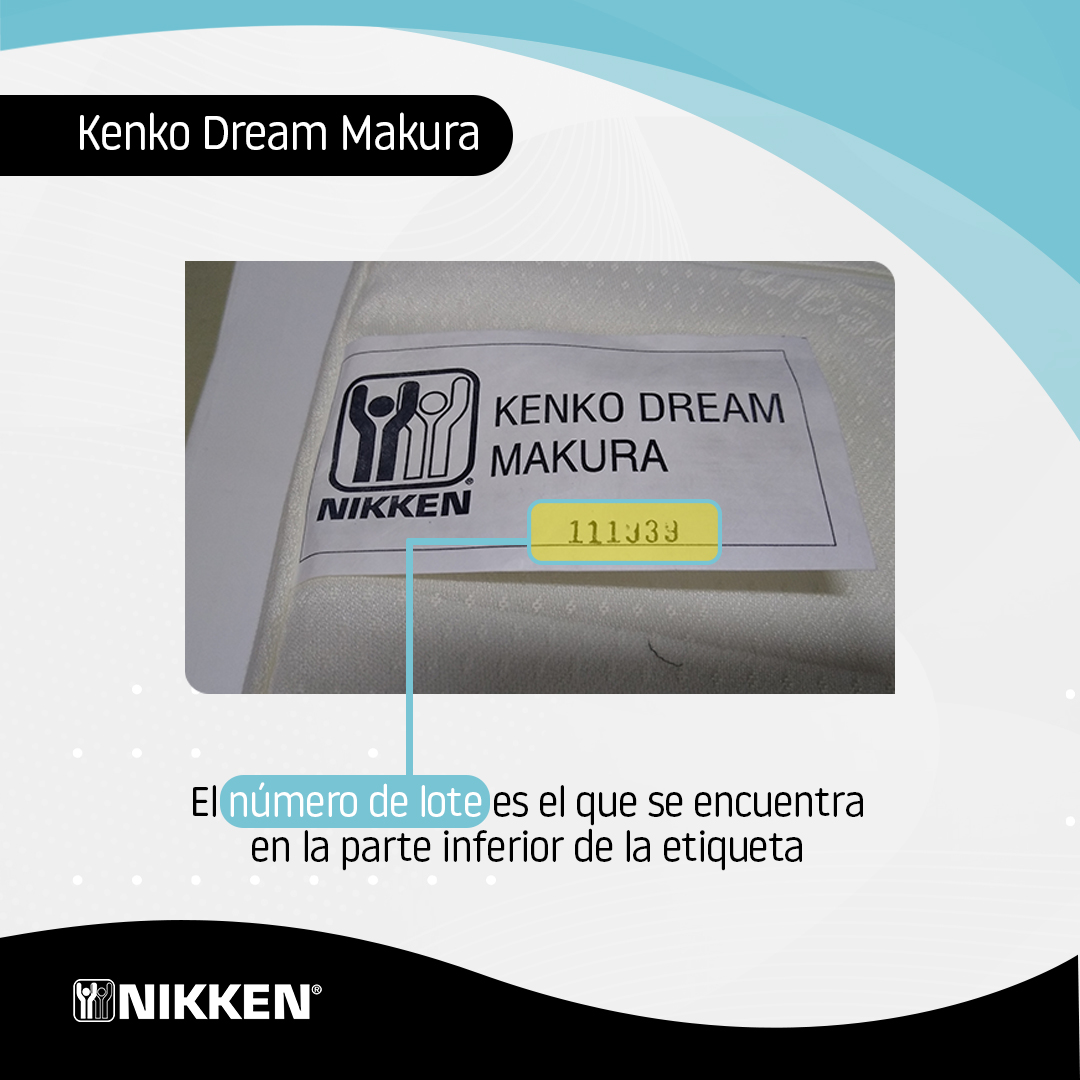 Kenko Dream Makura
KENKO DREAM
MAKURA
NIKKEN
El número de lote es el que se encuentra
en la parte inferior de la etiqueta
NIKKEN®